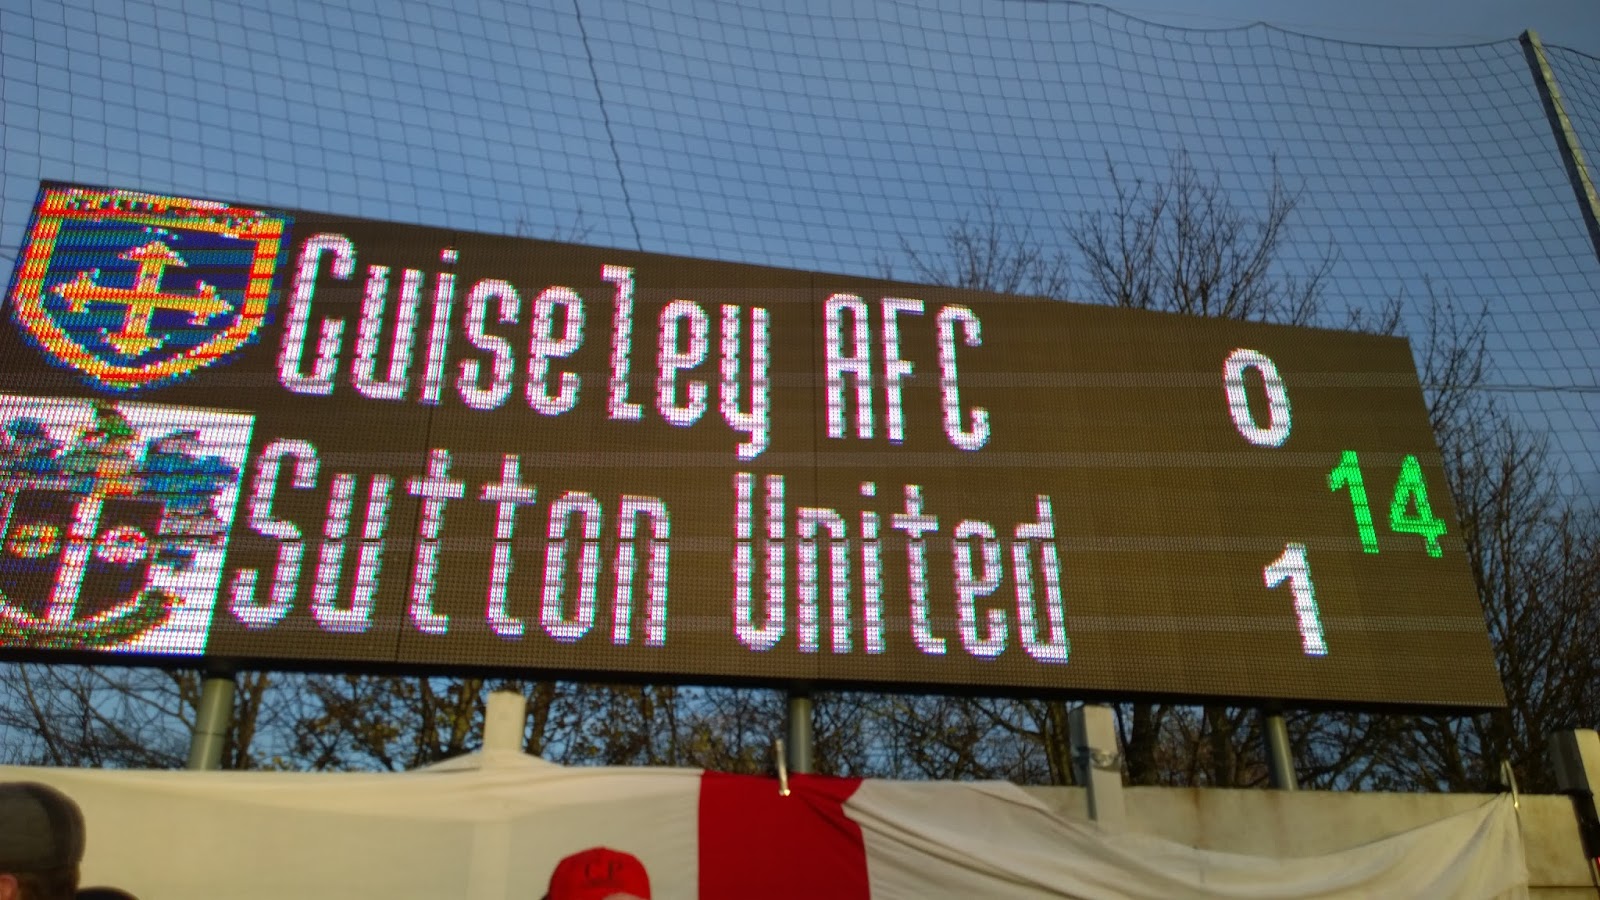 Guiseley AFC 0
14
Sutton United 1
C.P